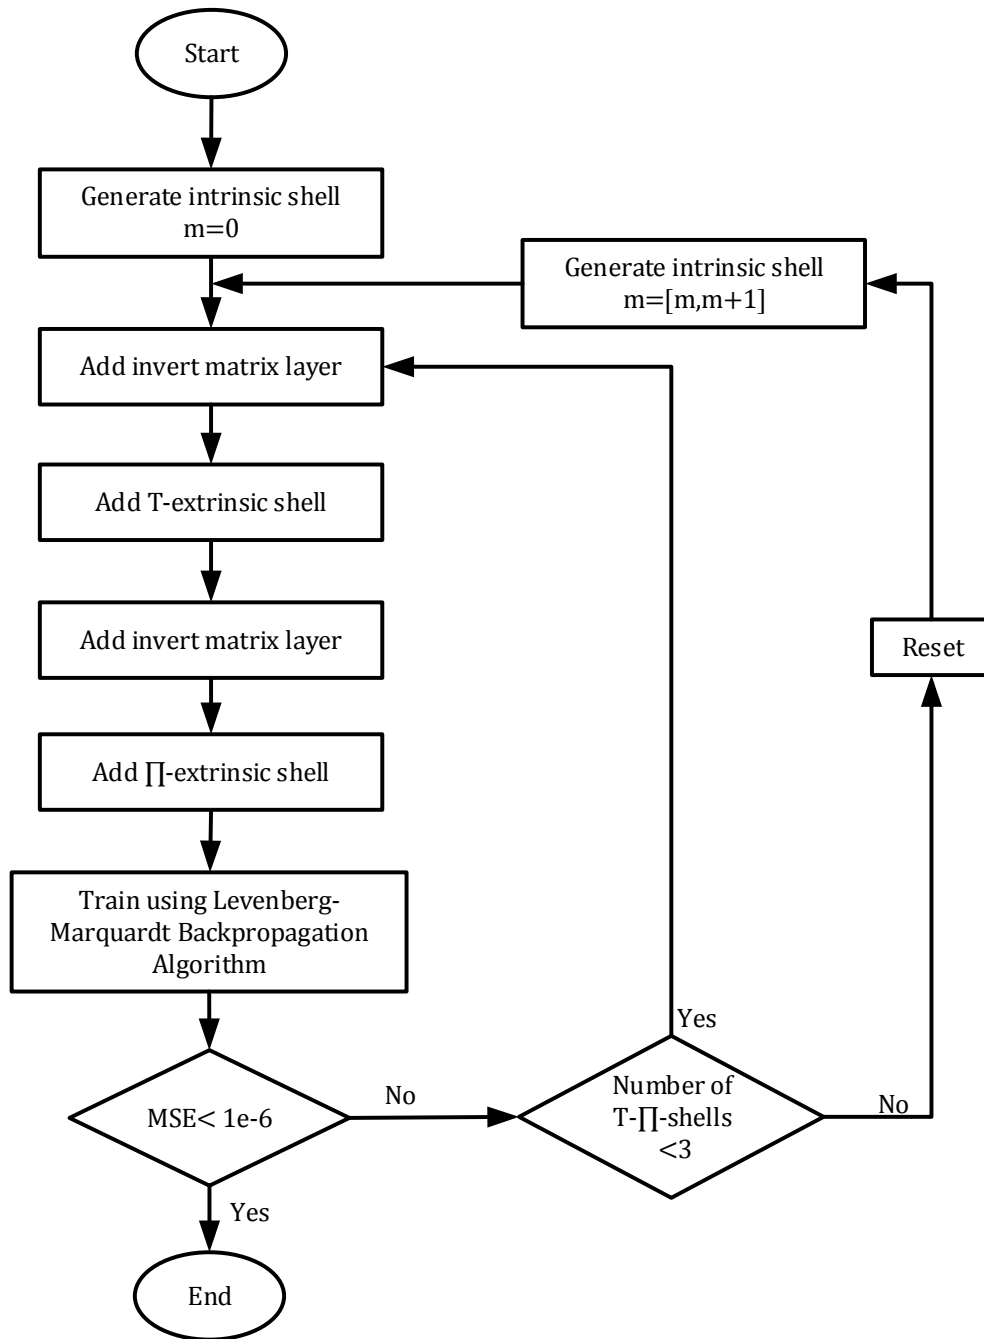 Start
Generate intrinsic shell
m=0
Generate intrinsic shell
m=[m,m+1]
Add invert matrix layer
Add T-extrinsic shell
Add invert matrix layer
Reset
Add ∏-extrinsic shell
Train using Levenberg-
Marquardt Backpropagation
Algorithm
Yes
MSE< 1e-6
No
Number of
T-∏-shells
<3
No
Yes
End